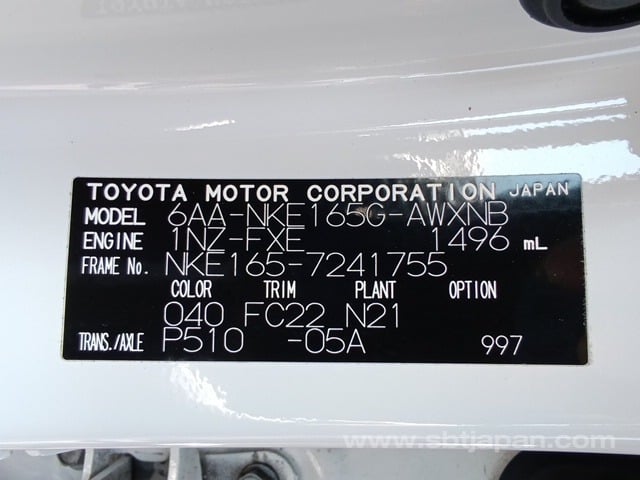 TOYOTA MOTOR CORPORATION JAPAN
MODEL 6AA-NKE165G-AWXNB
ENGINE 1NZ-FXE 1496 mL
FRAME No. NKE165-7241755
COLOR TRIM PLANT OPTION
040 FC22 N21
TRANS./AXLE P510 -05A 997
www.sbtjapan.com